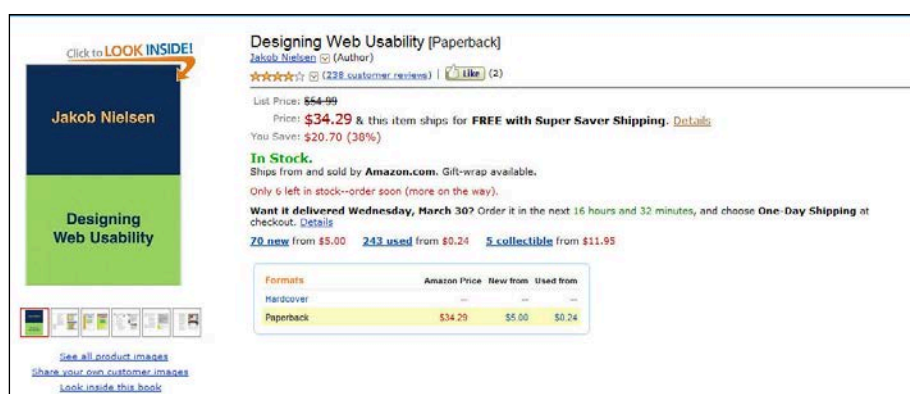 Click to LOOK INSIDE!
Jakob Nielsen
Designing
Web Usability
See all product images
Share your own customer images
Look inside this book
Designing Web Usability [Paperback]
Jakob Nielsen (Author)
(238 customer reviews) | Like (2)
List Price: $54.99
Price: $34.29 & this item ships for FREE with Super Saver Shipping. Details
You Save: $20.70 (38%)
In Stock.
Ships from and sold by Amazon.com. Gift-wrap available.
Only 6 left in stock--order soon (more on the way).
Want it delivered Wednesday, March 30? Order it in the next 16 hours and 32 minutes, and choose One-Day Shipping at
checkout. Details
70 new from $5.00 243 used from $0.24 5 collectible from $11.95
Formats Amazon Price New from Used from
Hardcover -- -- --
Paperback $34.29 $5.00 $0.24